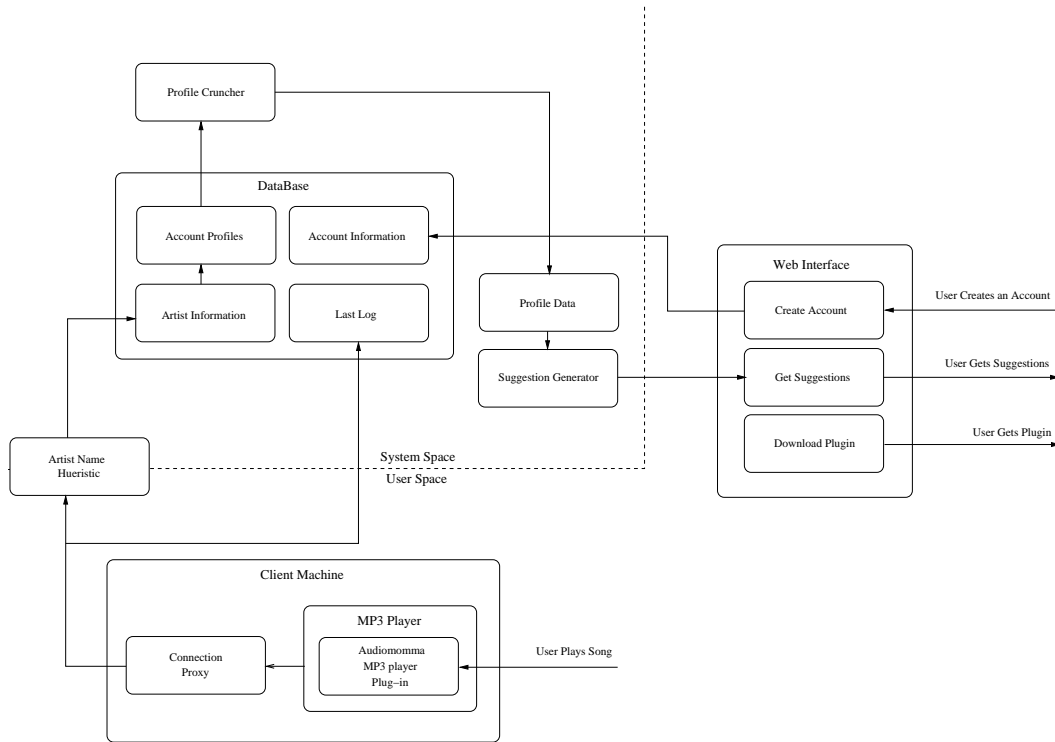 Profile Cruncher
DataBase
Account Profiles
Account Information
Artist Information
Last Log
Profile Data
Suggestion Generator
Web Interface
Create Account
Get Suggestions
Download Plugin
User Creates an Account
User Gets Suggestions
User Gets Plugin
Artist Name
Hueristic
System Space
User Space
Client Machine
MP3 Player
Audiomomma
MP3 player
Plug–in
Connection
Proxy
User Plays Song